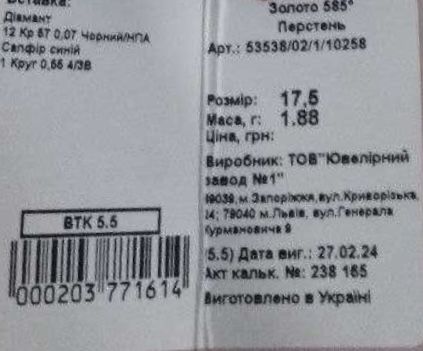 Вставка:
Діамант
12 Кр 57 0,07 Чорний/НПА
Сапфір синій
1 Круг 0,55 4/3В
ВТК 5.5
000203 771614
Золото 585°
Перстень
Арт.: 53538/02/1/10258
Розмір: 17,5
Маса, г: 1.88
Ціна, грн:
Виробник: ТОВ"Ювелірний
завод №1"
69039, м. Запоріжжя, вул.Криворізька,
14; 79040 м.Львів, вул.Генерала
Курмановича 9
(5.5) Дата виг.: 27.02.24
Акт кальк. №: 238 165
Виготовлено в Україні